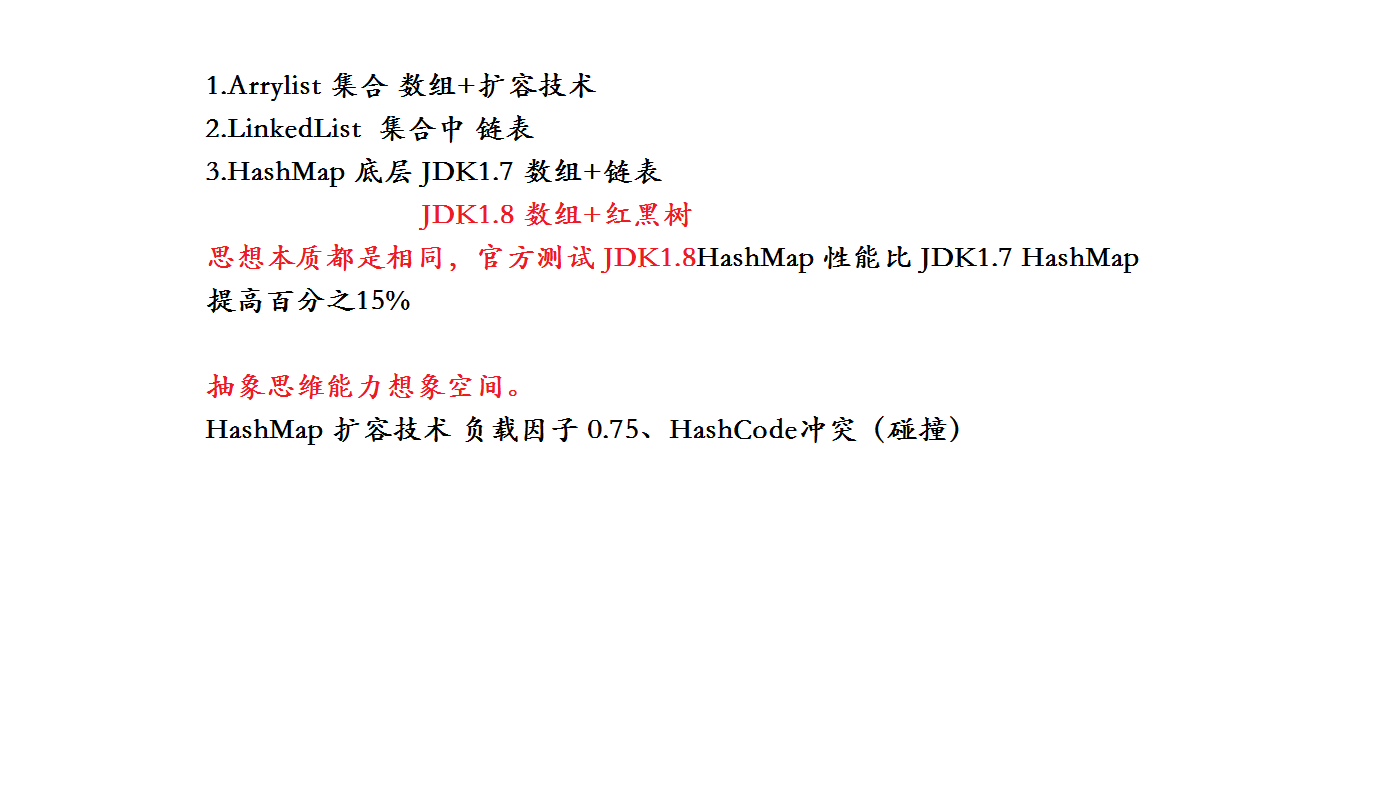 1.Arrylist 集合 数组+扩容技术
2.LinkedList 集合中 链表
3.HashMap 底层 JDK1.7 数组+链表
JDK1.8 数组+红黑树
思想本质都是相同，官方测试 JDK1.8HashMap 性能比 JDK1.7 HashMap
提高百分之15%
抽象思维能力想象空间。
HashMap 扩容技术 负载因子 0.75、HashCode冲突（碰撞）